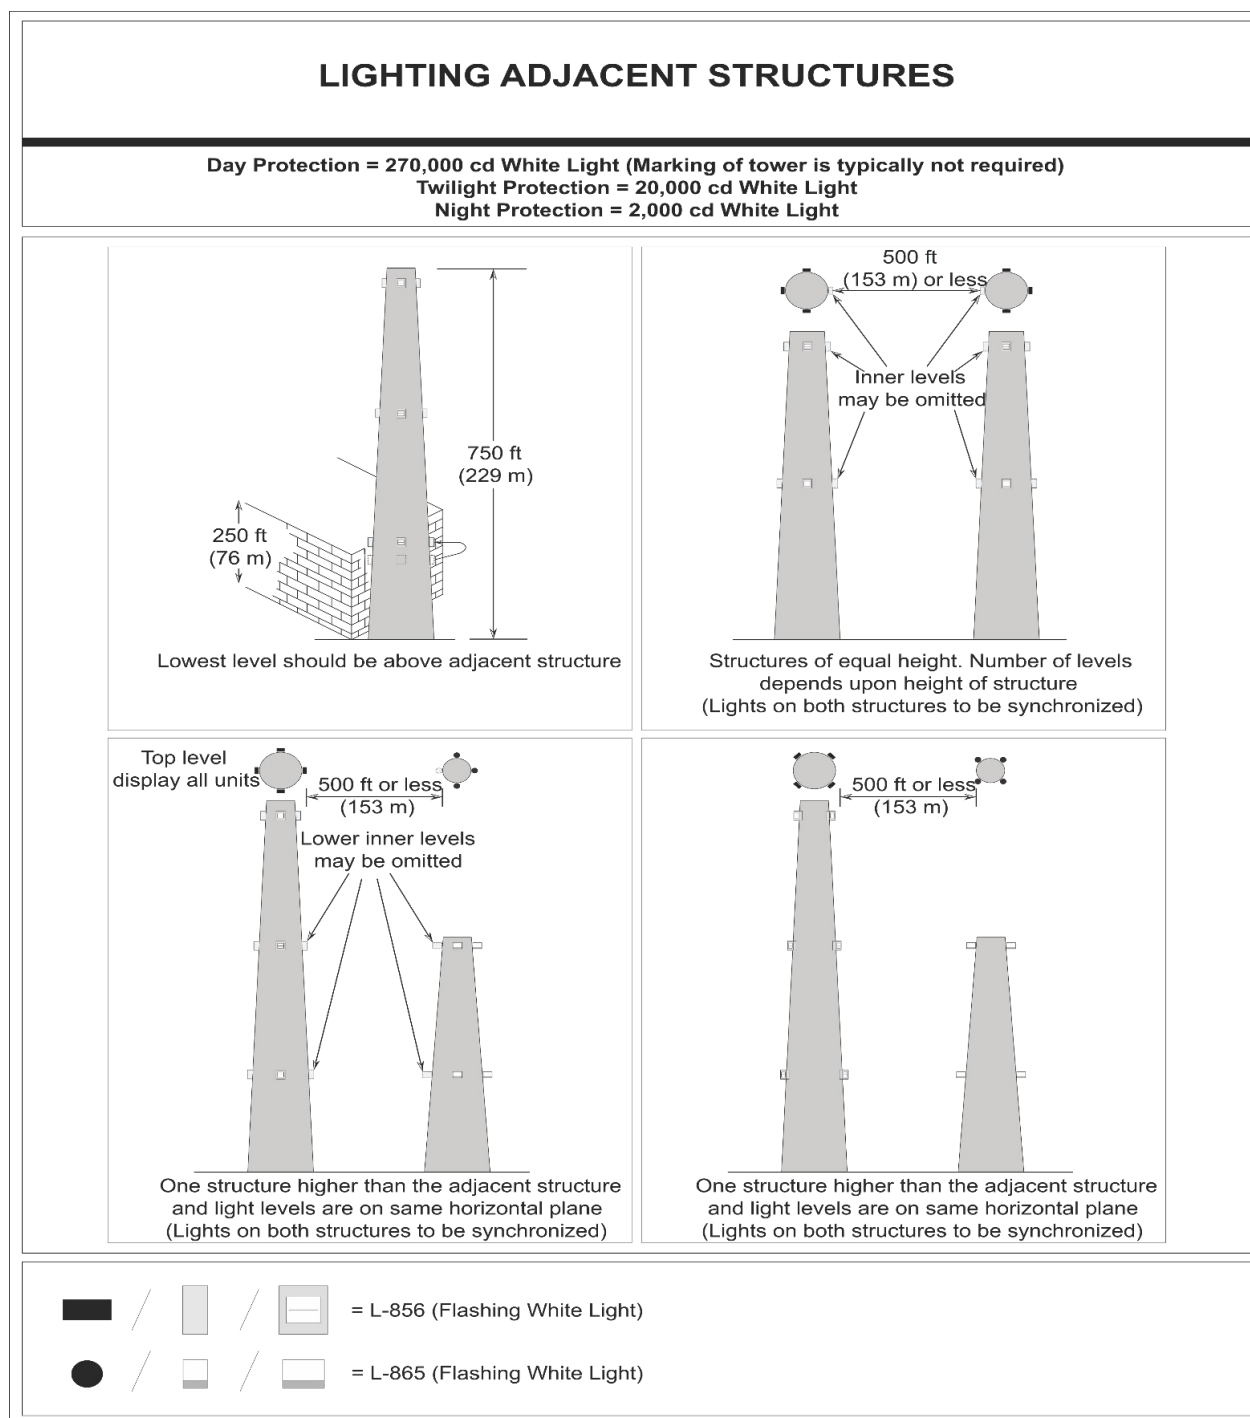 LIGHTING ADJACENT STRUCTURES
Day Protection = 270,000 cd White Light (Marking of tower is typically not required)
Twilight Protection = 20,000 cd White Light
Night Protection = 2,000 cd White Light
750 ft
(229 m)
250 ft
(76 m)
Lowest level should be above adjacent structure
500 ft
(153 m) or less
Inner levels
may be omitted
Structures of equal height. Number of levels
depends upon height of structure
(Lights on both structures to be synchronized)
Top level
display all units
500 ft or less
(153 m)
Lower inner levels
may be omitted
One structure higher than the adjacent structure
and light levels are on same horizontal plane
(Lights on both structures to be synchronized)
500 ft or less
(153 m)
One structure higher than the adjacent structure
and light levels are on same horizontal plane
(Lights on both structures to be synchronized)
= L-856 (Flashing White Light)
= L-865 (Flashing White Light)